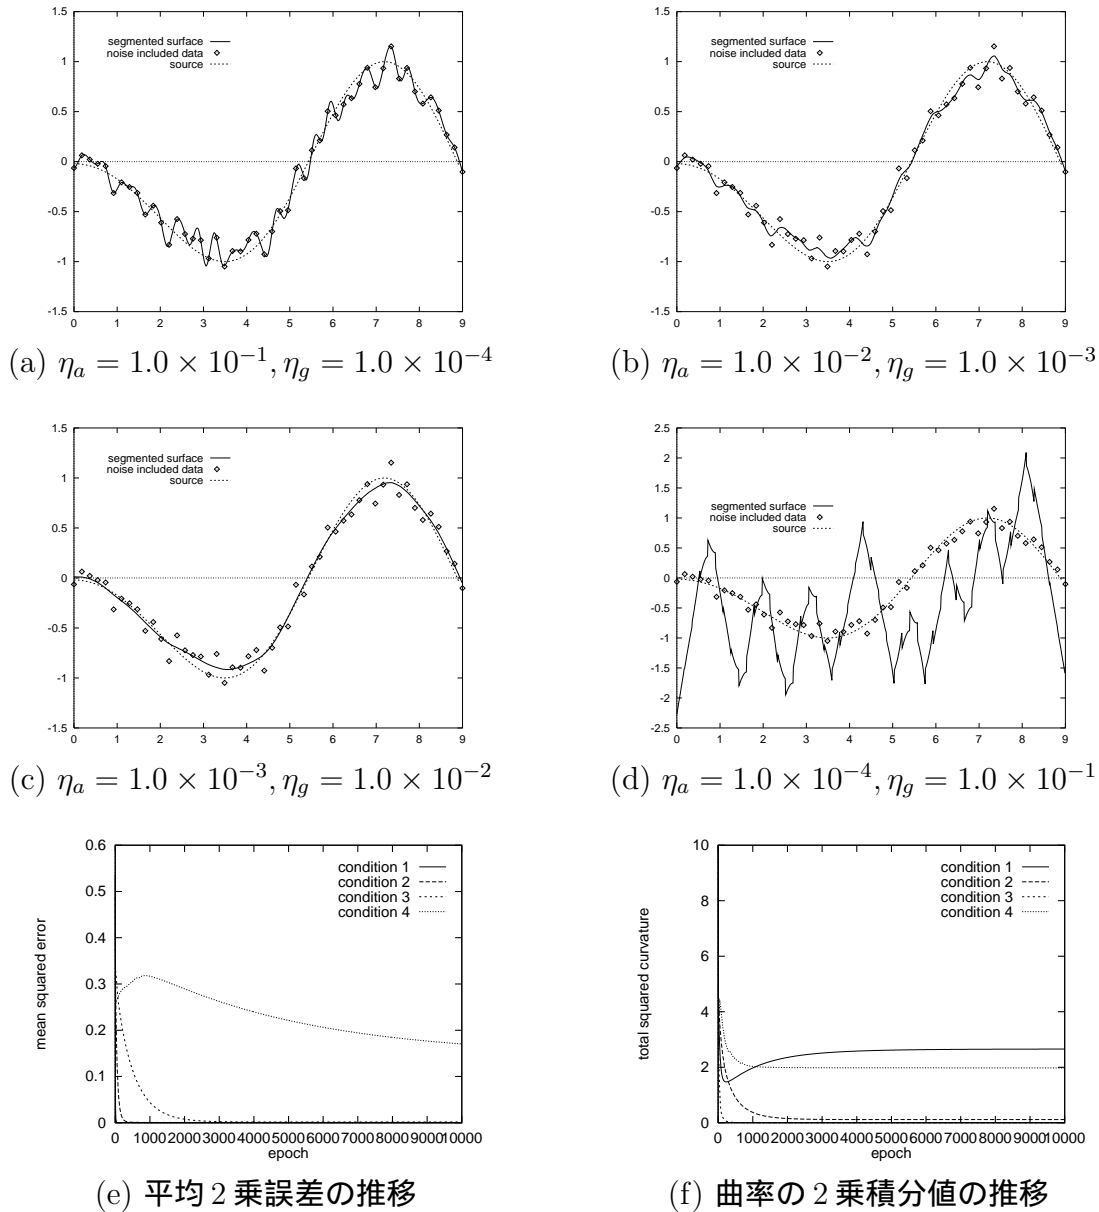 1.5
1
0.5
0
-0.5
-1
-1.5
segmented surface
noise included data
source
0 1 2 3 4 5 6 7 8 9
(a) η_a = 1.0 × 10^{-1}, η_g = 1.0 × 10^{-4}
1.5
1
0.5
0
-0.5
-1
-1.5
segmented surface
noise included data
source
0 1 2 3 4 5 6 7 8 9
(b) η_a = 1.0 × 10^{-2}, η_g = 1.0 × 10^{-3}
1.5
1
0.5
0
-0.5
-1
-1.5
segmented surface
noise included data
source
0 1 2 3 4 5 6 7 8 9
(c) η_a = 1.0 × 10^{-3}, η_g = 1.0 × 10^{-2}
2.5
2
1.5
1
0.5
0
-0.5
-1
-1.5
-2
-2.5
segmented surface
noise included data
source
0 1 2 3 4 5 6 7 8 9
(d) η_a = 1.0 × 10^{-4}, η_g = 1.0 × 10^{-1}
0.6
0.5
0.4
0.3
0.2
0.1
0
mean squared error
condition 1
condition 2
condition 3
condition 4
0 1000 2000 3000 4000 5000 6000 7000 8000 9000 10000
epoch
(e) 平均 2 乗誤差の推移
10
8
6
4
2
0
total squared curvature
condition 1
condition 2
condition 3
condition 4
0 1000 2000 3000 4000 5000 6000 7000 8000 9000 10000
epoch
(f) 曲率の 2 乗積分値の推移